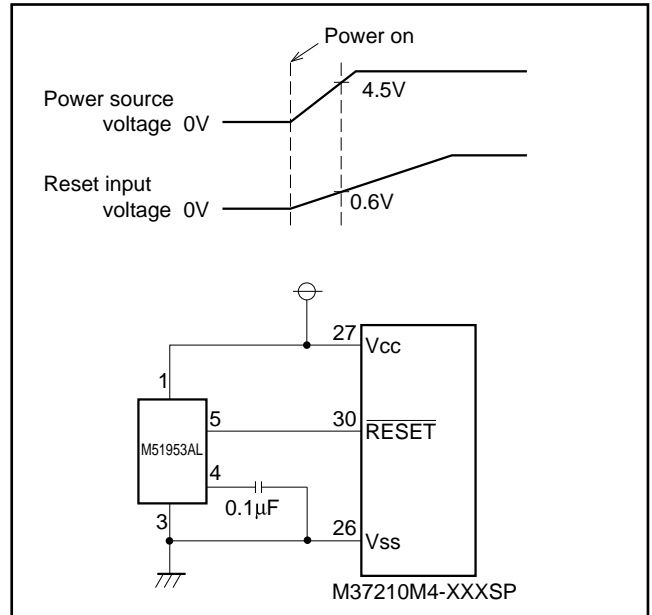 Power on
Power source
voltage 0V
4.5V
Reset input
voltage 0V
0.6V
27
Vcc
1
5
30
RESET
M51953AL
4
0.1μF
3
26
Vss
M37210M4-XXXSP